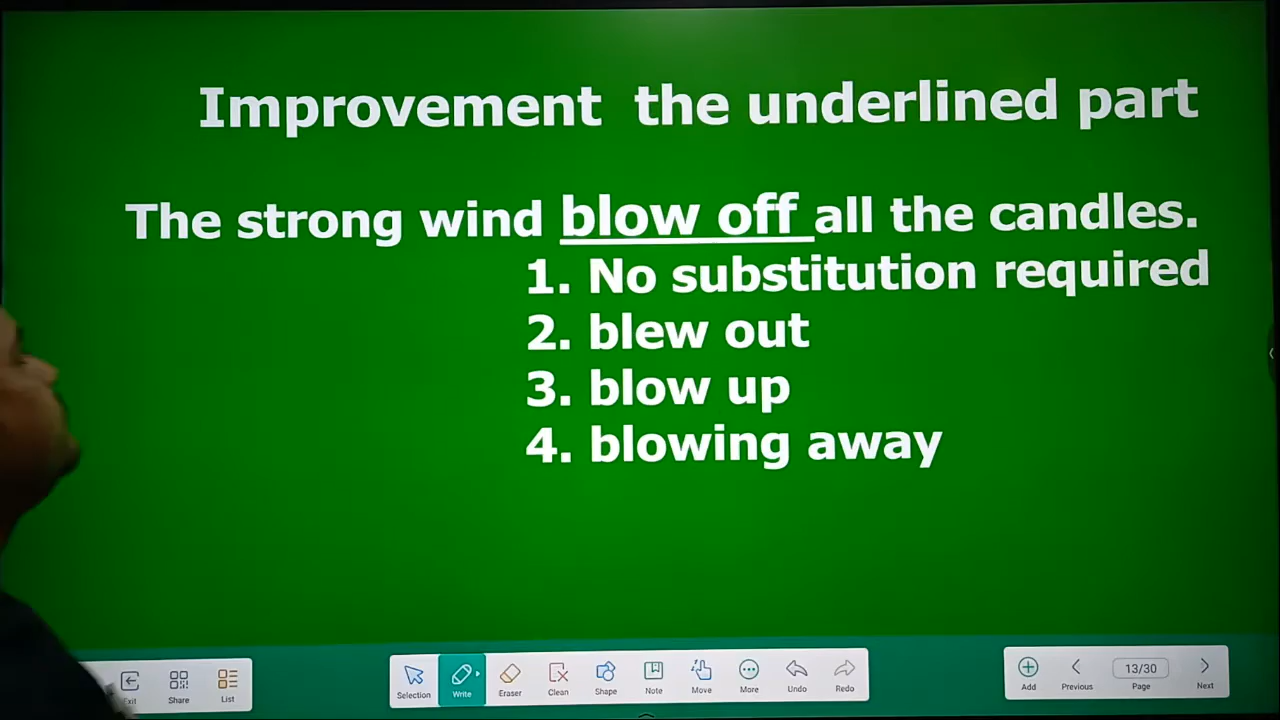 Improvement the underlined part
The strong wind blow off all the candles.
1. No substitution required
2. blew out
3. blow up
4. blowing away
Exit Share List
Selection Write Eraser Clean Shape Note Move More Undo Redo
Add Previous 13/30 Page Next